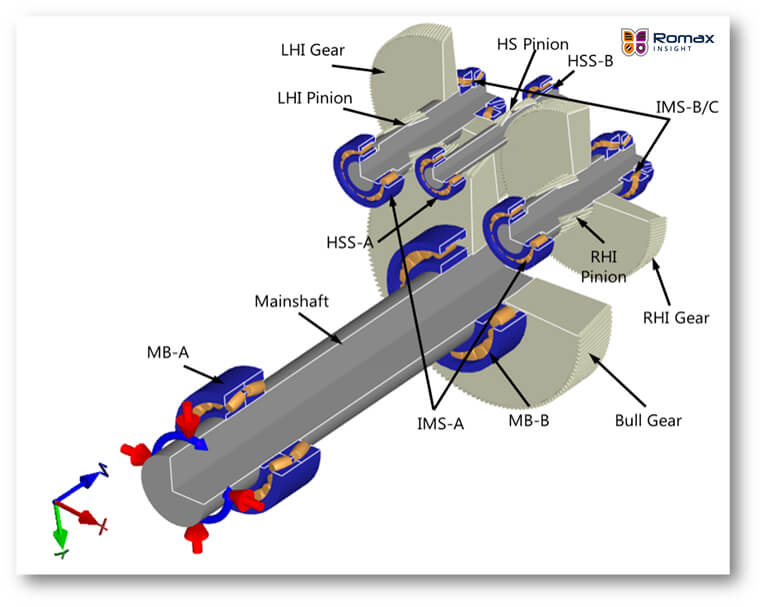 Romax
INSIGHT
LHI Gear
HS Pinion
HSS-B
LHI Pinion
IMS-B/C
HSS-A
RHI
Pinion
Mainshaft
RHI Gear
MB-A
IMS-A
MB-B
Bull Gear
Z
X
Y